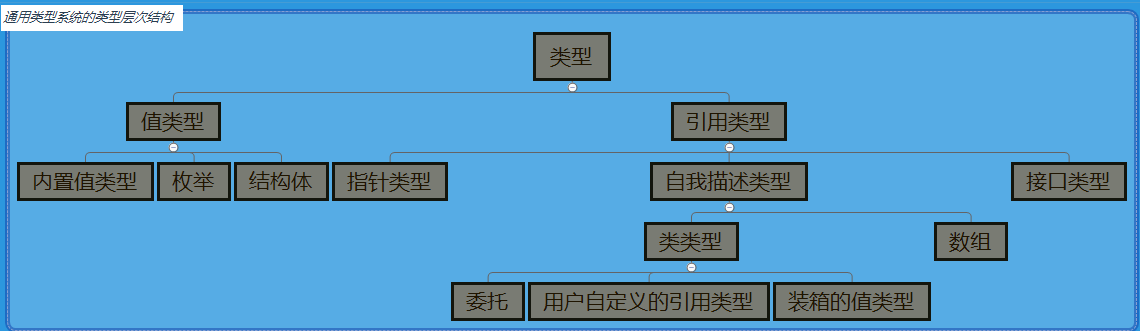 通用类型系统的类型层次结构
类型
值类型
引用类型
内置值类型
枚举
结构体
指针类型
自我描述类型
接口类型
类类型
数组
委托
用户自定义的引用类型
装箱的值类型